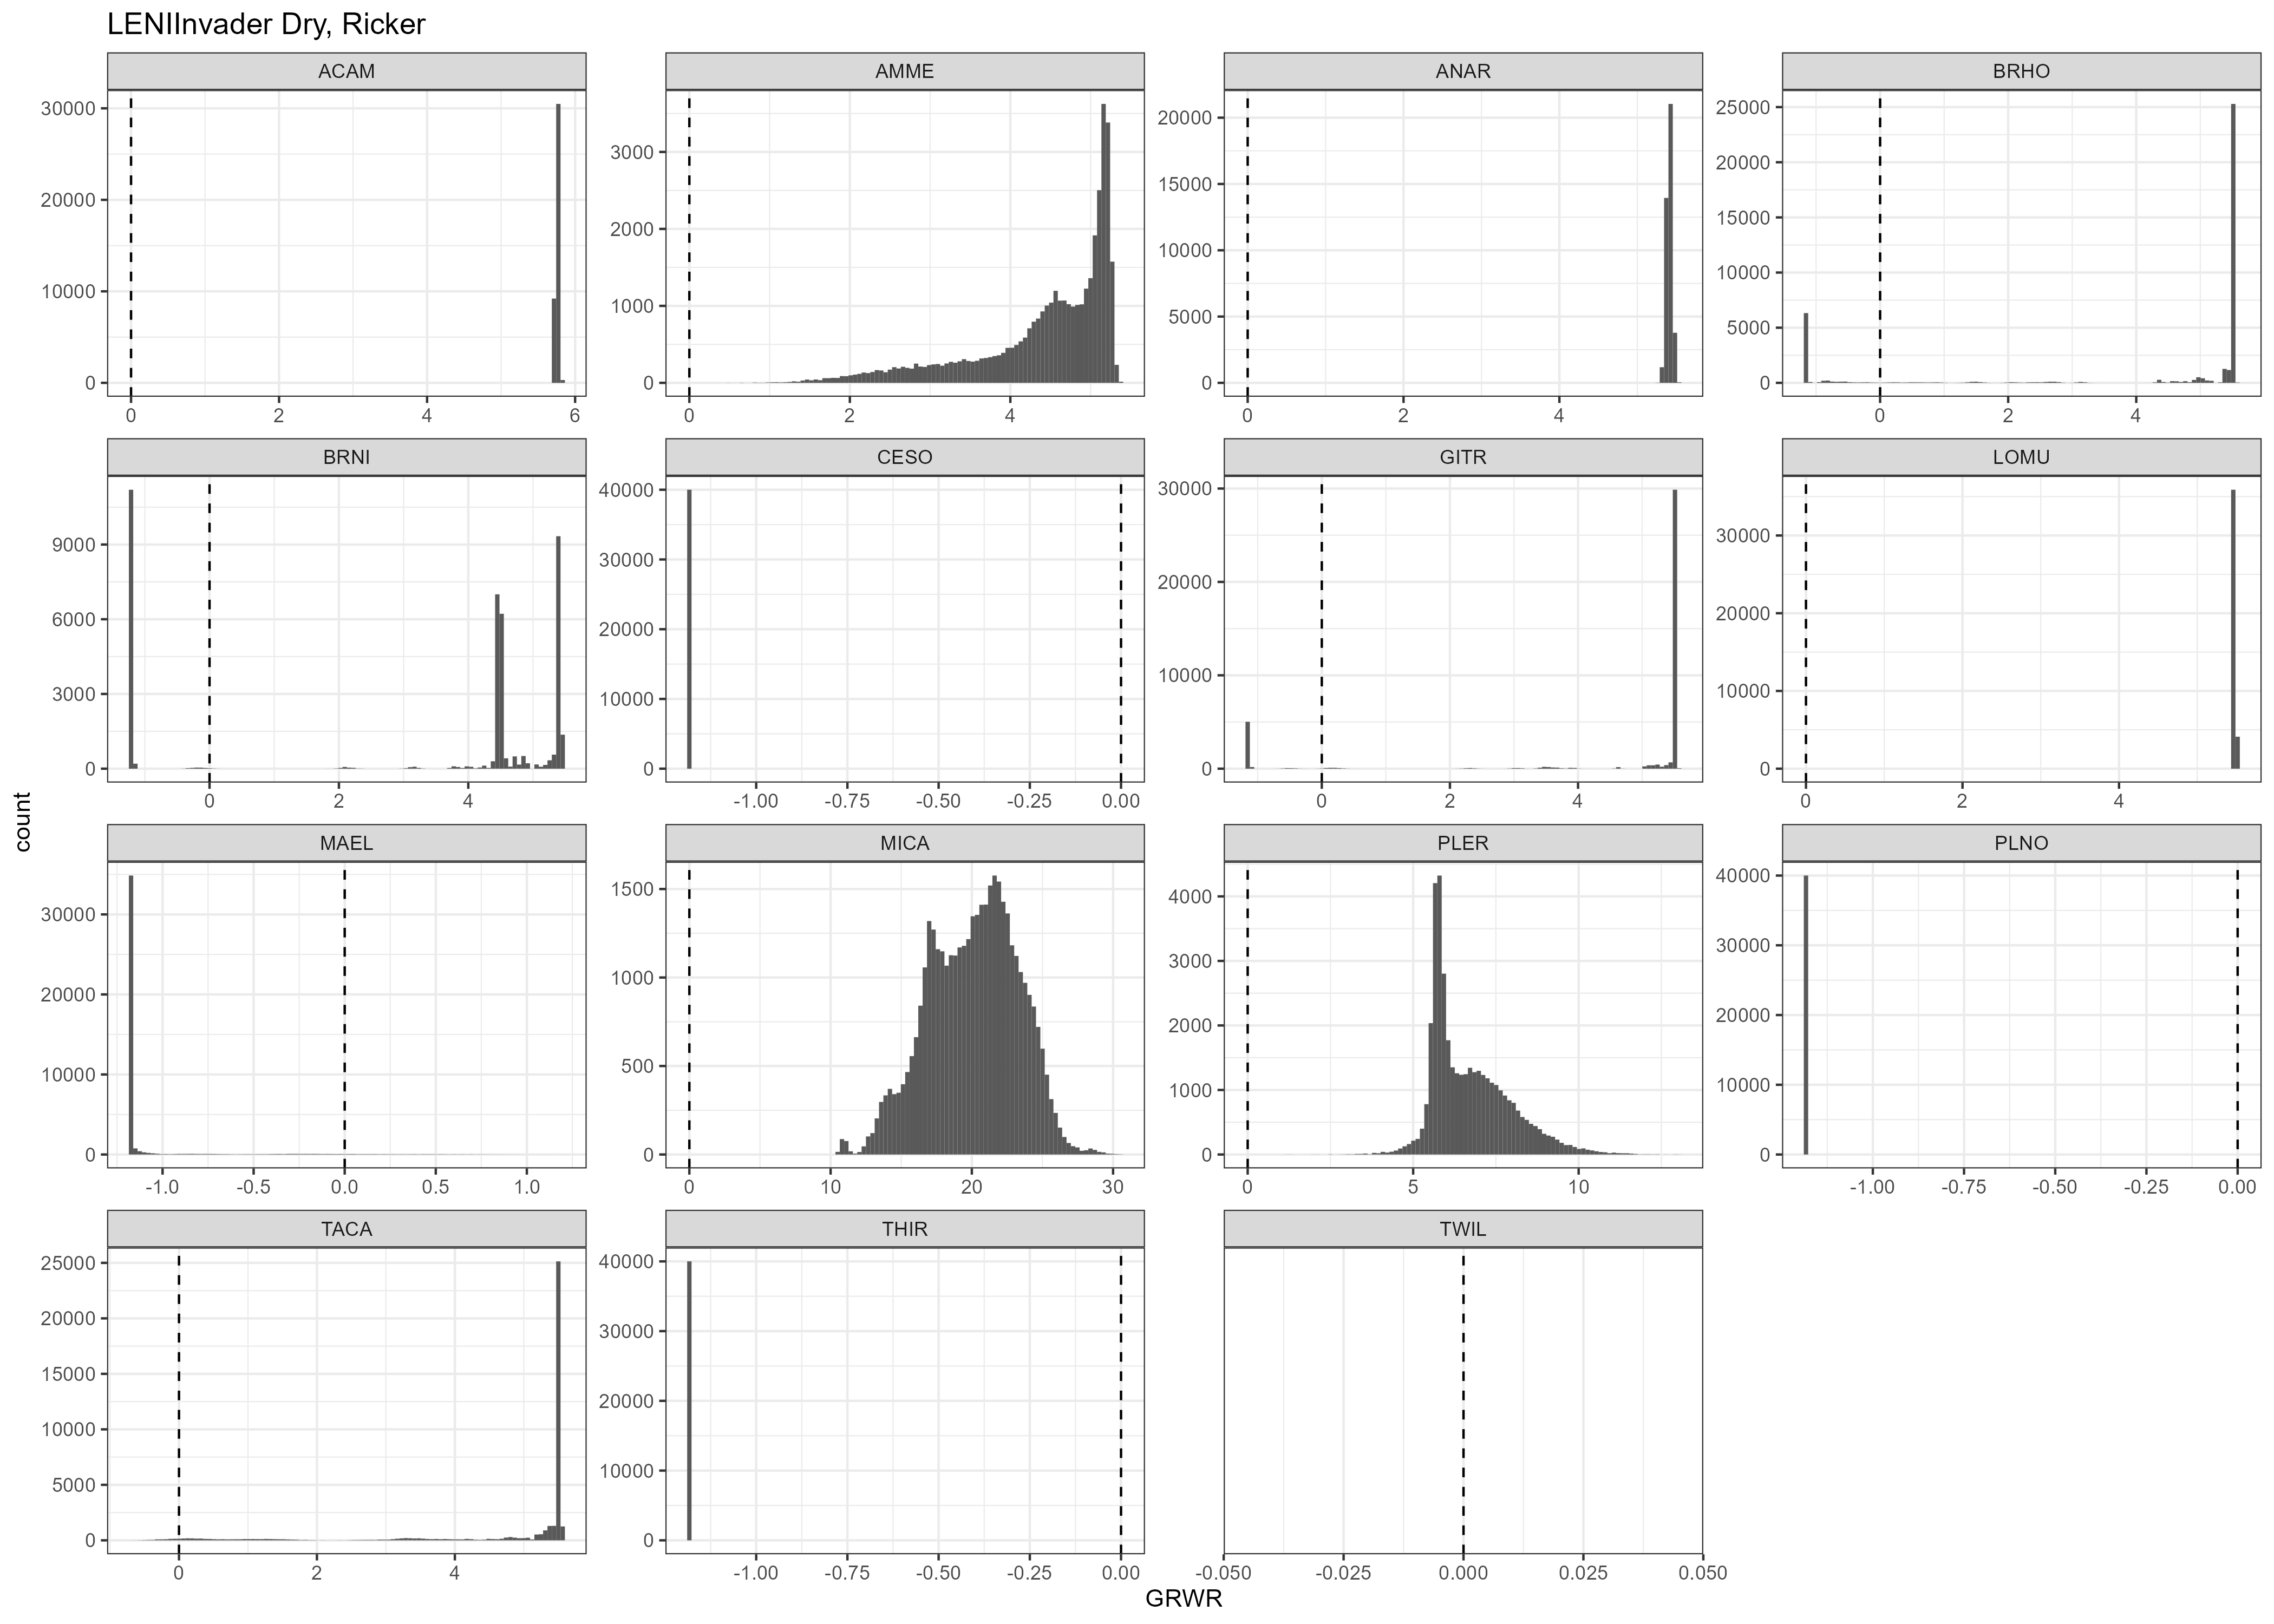 LENIInvader Dry, Ricker
ACAM AMME ANAR BRHO
30000
20000
10000
0
0 2 4 6
3000
2000
1000
0
0 2 4
20000
15000
10000
5000
0
0 2 4
25000
20000
15000
10000
5000
0
0 2 4
BRNI CESO GITR LOMU
9000
6000
3000
0
0 2 4
40000
30000
20000
10000
0
-1.00 -0.75 -0.50 -0.25 0.00
30000
20000
10000
0
0 2 4
30000
20000
10000
0
0 2 4
count
MAEL MICA PLER PLNO
30000
20000
10000
0
-1.0 -0.5 0.0 0.5 1.0
1500
1000
500
0
0 10 20 30
4000
3000
2000
1000
0
0 5 10
40000
30000
20000
10000
0
-1.00 -0.75 -0.50 -0.25 0.00
TACA THIR TWIL
25000
20000
15000
10000
5000
0
0 2 4
40000
30000
20000
10000
0
-1.00 -0.75 -0.50 -0.25 0.00
-0.050 -0.025 0.000 0.025 0.050
GRWR